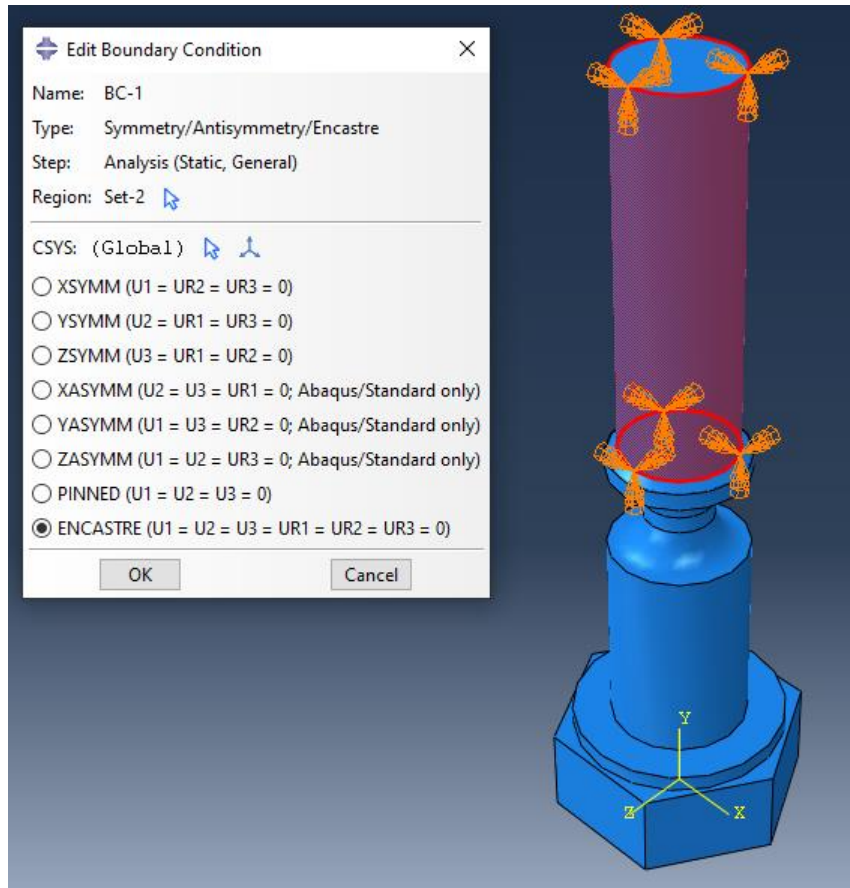 Edit Boundary Condition
Name: BC-1
Type: Symmetry/Antisymmetry/Encastre
Step: Analysis (Static, General)
Region: Set-2
CSYS: (Global)
XSYMM (U1 = UR2 = UR3 = 0)
YSYMM (U2 = UR1 = UR3 = 0)
ZSYMM (U3 = UR1 = UR2 = 0)
XASYMM (U2 = U3 = UR1 = 0; Abaqus/Standard only)
YASYMM (U1 = U3 = UR2 = 0; Abaqus/Standard only)
ZASYMM (U1 = U2 = UR3 = 0; Abaqus/Standard only)
PINNED (U1 = U2 = U3 = 0)
ENCASTRE (U1 = U2 = U3 = UR1 = UR2 = UR3 = 0)
OK Cancel
Y
Z X